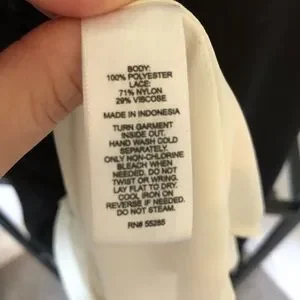 BODY:
100% POLYESTER
LACE:
71% NYLON
29% VISCOSE
MADE IN INDONESIA
TURN GARMENT
INSIDE OUT.
HAND WASH COLD
SEPARATELY.
ONLY NON-CHLORINE
BLEACH WHEN
NEEDED. DO NOT
TWIST OR WRING.
LAY FLAT TO DRY.
COOL IRON ON
REVERSE IF NEEDED.
DO NOT STEAM.
RN# 55285